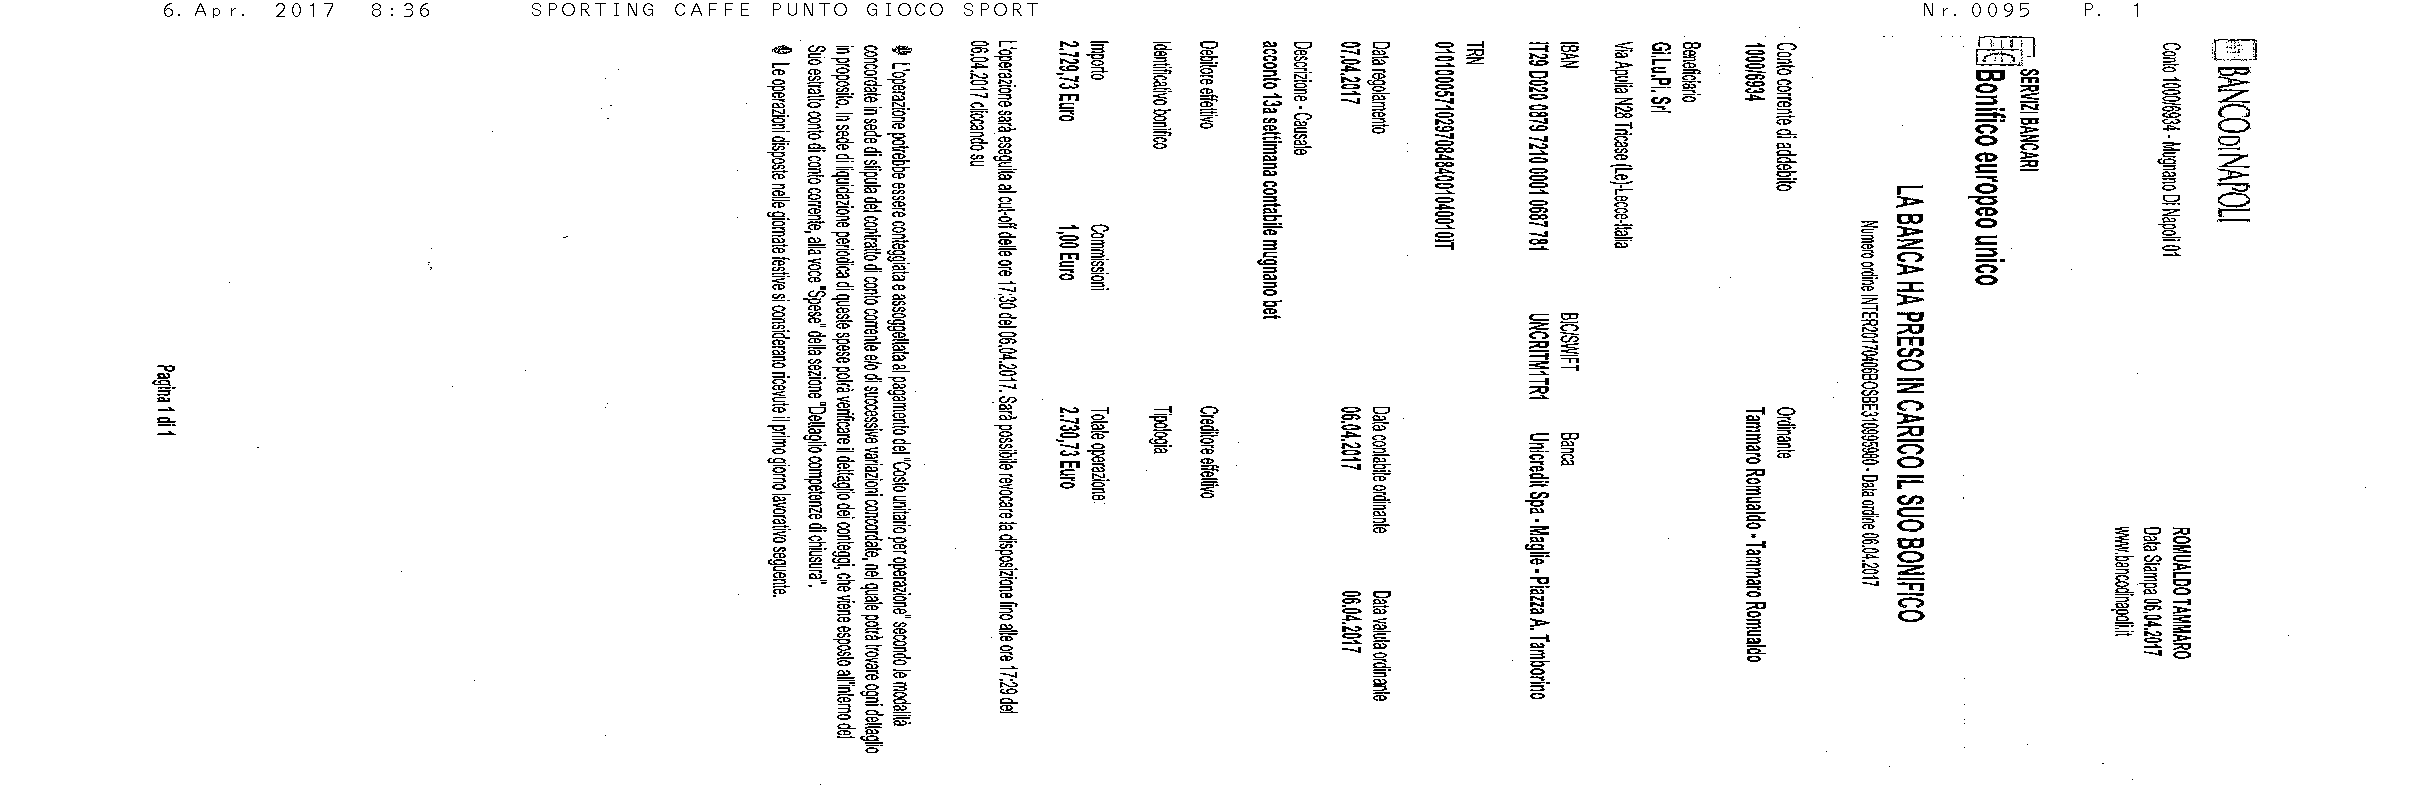 6. Apr. 2017 8:36 SPORTING CAFFE PUNTO GIOCO SPORT Nr. 0095 P. 1
BANCO DI NAPOLI
Conto 1000/6934 - Mugnano Di Napoli 01
ROMUALDO TAMMARO
Data Stampa 06.04.2017
www.bancodinapoli.it
SERVIZI BANCARI
Bonifico europeo unico
LA BANCA HA PRESO IN CARICO IL SUO BONIFICO
Numero ordine - Data ordine 06.04.2017
Conto corrente di addebito Ordinante
1000/6934 Tammaro Romualdo - Tammaro Romualdo
Beneficiario
Gi.Lu.Pi. Srl
Via Apulia N28 Tricase (Le)-Lecce-Italia
IBAN BIC/SWIFT Banca
IT29 D020 0879 7210 0001 0687 781 UNCRITM1TR1 Unicredit Spa - Maglie - Piazza A. Tamborino
TRN
Data regolamento Data contabile ordinante Data valuta ordinante
07.04.2017 06.04.2017 06.04.2017
Descrizione - Causale
acconto 13a settimana contabile mugnano bet
Debitore effettivo Creditore effettivo
Identificativo bonifico Tipologia
Importo Commissioni Totale operazione:
2.729,73 Euro 1,00 Euro 2.730,73 Euro
L'operazione sarà eseguita al cut-off delle ore 17:30 del 06.04.2017. Sarà possibile revocare la disposizione fino alle ore 17:29 del
06.04.2017 cliccando su
L'operazione potrebbe essere conteggiata e assoggettata al pagamento del "Costo unitario per operazione" secondo le modalità
concordate in sede di stipula del contratto di conto corrente e/o di successive variazioni concordate, nel quale potrà trovare ogni dettaglio
in proposito. In sede di liquidazione periodica di queste spese potrà verificare il dettaglio dei conteggi, che viene esposto all'interno del
Suo estratto conto di conto corrente, alla voce "Spese" della sezione "Dettaglio competenze di chiusura".
Le operazioni disposte nelle giornate festive si considerano ricevute il primo giorno lavorativo seguente.
Pagina 1 di 1